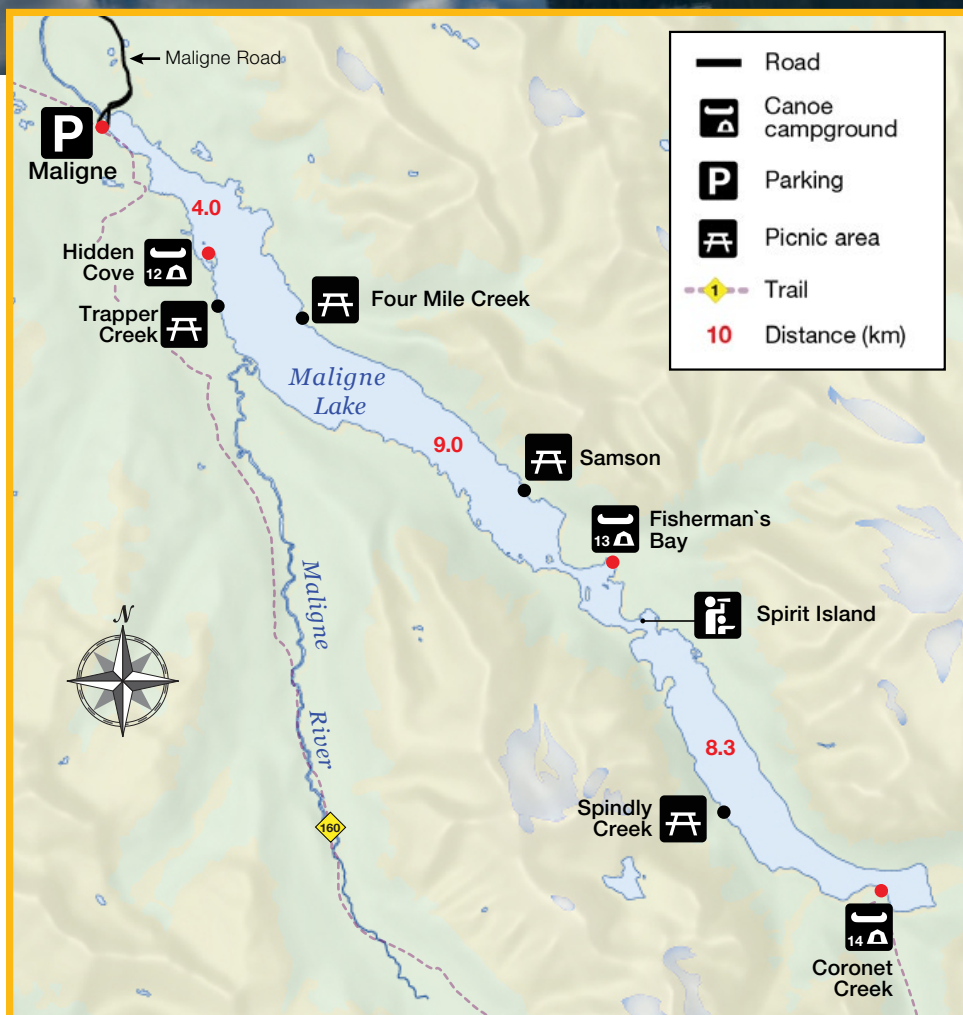 Maligne Road
P
Maligne
4.0
Hidden
Cove
12
Trapper
Creek
Four Mile Creek
Maligne
Lake
9.0
Samson
13
Fisherman`s
Bay
Spirit Island
N
Maligne
River
160
8.3
Spindly
Creek
14
Coronet
Creek
Road
Canoe
campground
P
Parking
Picnic area
1
Trail
10
Distance (km)